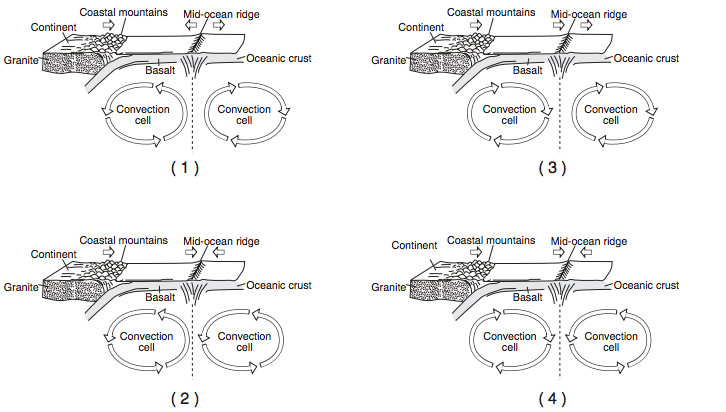 Coastal mountains
Mid-ocean ridge
Continent
Granite
Oceanic crust
Basalt
Convection
cell
Convection
cell
( 1 )
Coastal mountains
Mid-ocean ridge
Continent
Granite
Oceanic crust
Basalt
Convection
cell
Convection
cell
( 3 )
Coastal mountains
Mid-ocean ridge
Continent
Granite
Oceanic crust
Basalt
Convection
cell
Convection
cell
( 2 )
Coastal mountains
Mid-ocean ridge
Continent
Granite
Oceanic crust
Basalt
Convection
cell
Convection
cell
( 4 )